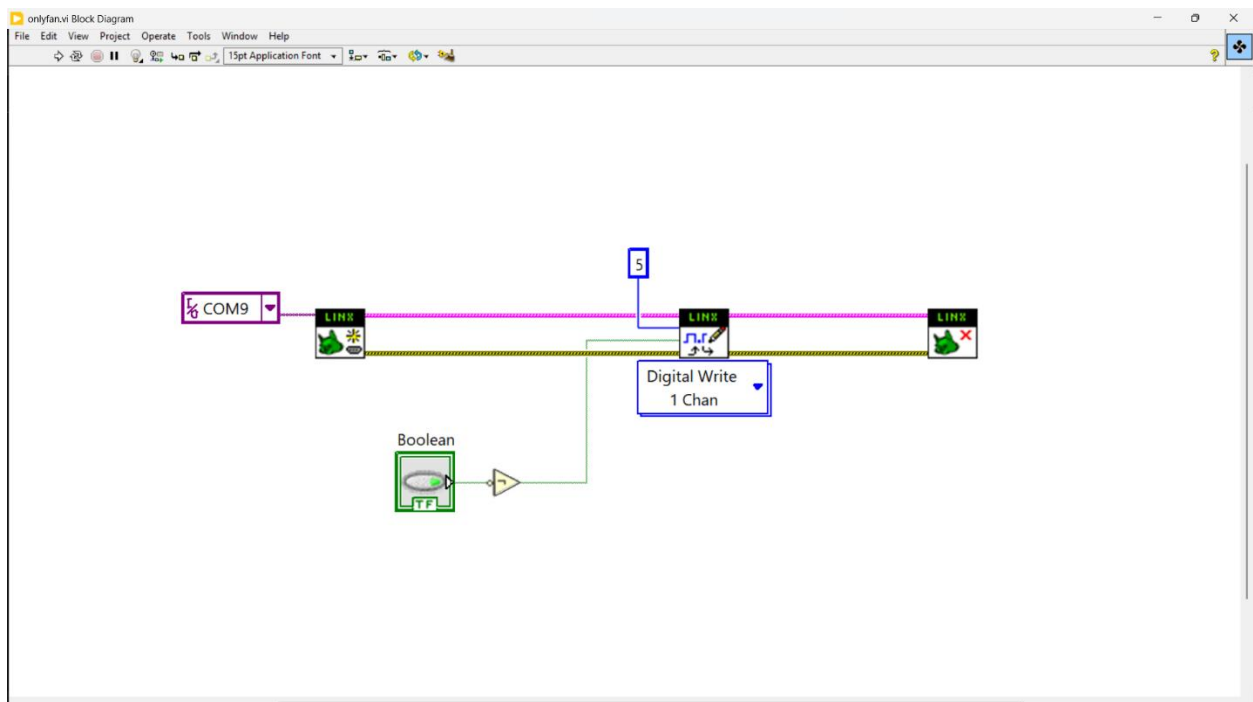 onlyfan.vi Block Diagram
File Edit View Project Operate Tools Window Help
15pt Application Font
5
COM9
LINX
LINX
LINX
Digital Write
1 Chan
Boolean
TF